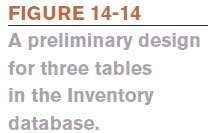 FIGURE 14-14
A preliminary design
for three tables
in the Inventory
database.